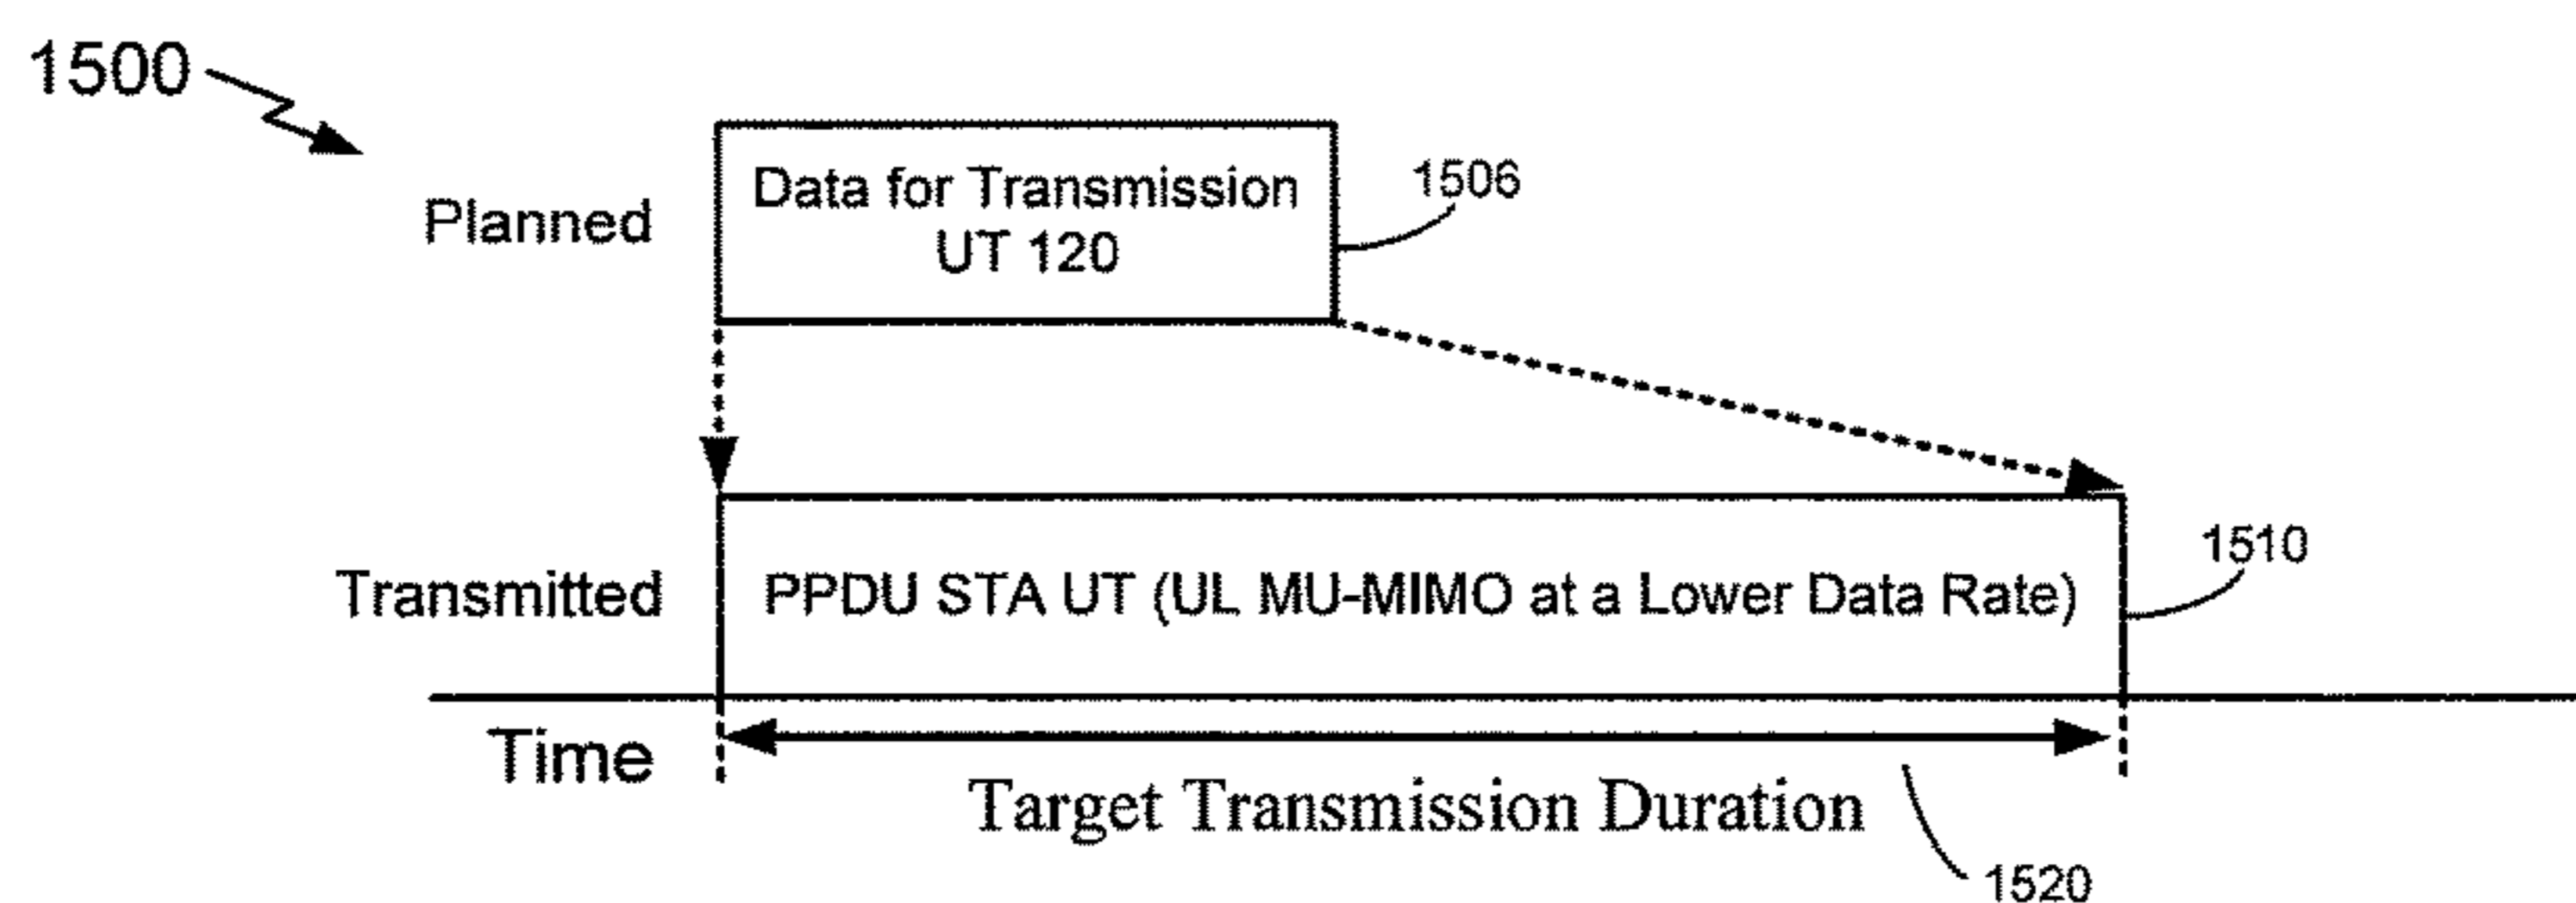 1500
Data for Transmission
UT 120
1506
Planned
1510
Transmitted
PPDU STA UT (UL MU-MIMO at a Lower Data Rate)
Time
Target Transmission Duration
1520